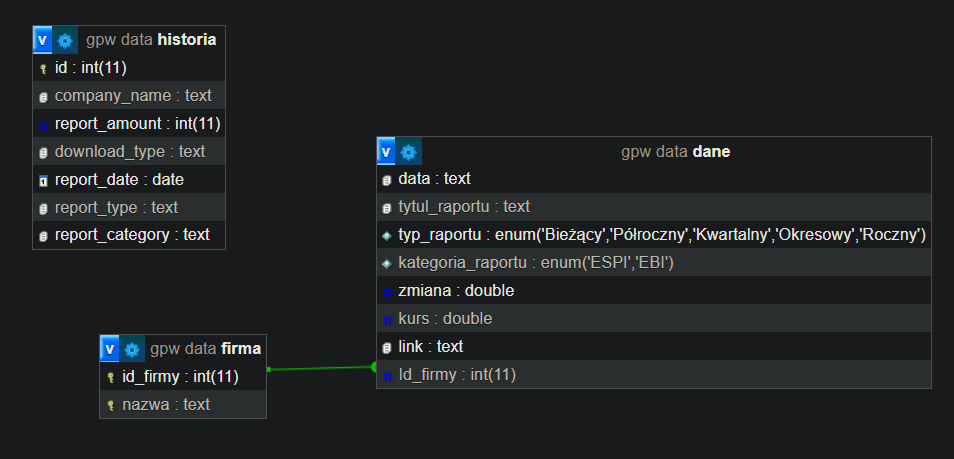 v gpw data historia
id : int(11)
company_name : text
report_amount : int(11)
download_type : text
report_date : date
report_type : text
report_category : text
v gpw data dane
data : text
tytul_raportu : text
typ_raportu : enum('Bieżący','Półroczny','Kwartalny','Okresowy','Roczny')
kategoria_raportu : enum('ESPI','EBI')
zmiana : double
kurs : double
link : text
Id_firmy : int(11)
v gpw data firma
id_firmy : int(11)
nazwa : text